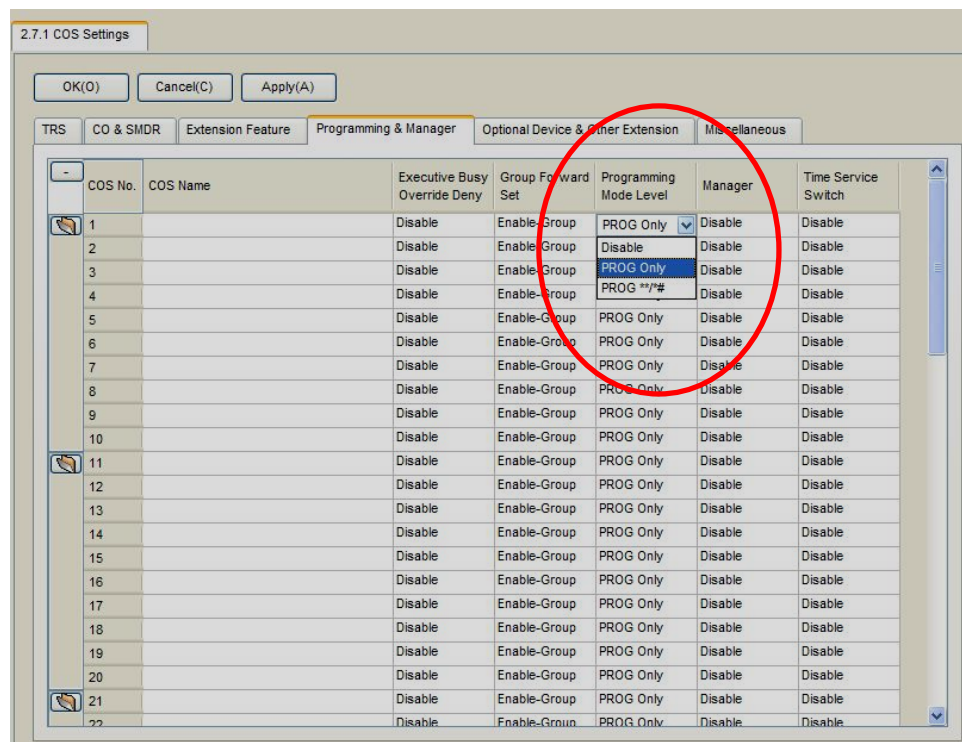 2.7.1 COS Settings
OK(O) Cancel(C) Apply(A)
TRS CO & SMDR Extension Feature Programming & Manager Optional Device & Other Extension Miscellaneous
- COS No. COS Name Executive Busy Override Deny Group Forward Set Programming Mode Level Manager Time Service Switch
1 Disable Enable-Group PROG Only Disable Disable
2 Disable Enable-Group Disable Disable Disable
3 Disable Enable-Group PROG Only Disable Disable
4 Disable Enable-Group PROG **/*# Disable Disable
5 Disable Enable-Group PROG Only Disable Disable
6 Disable Enable-Group PROG Only Disable Disable
7 Disable Enable-Group PROG Only Disable Disable
8 Disable Enable-Group PROG Only Disable Disable
9 Disable Enable-Group PROG Only Disable Disable
10 Disable Enable-Group PROG Only Disable Disable
11 Disable Enable-Group PROG Only Disable Disable
12 Disable Enable-Group PROG Only Disable Disable
13 Disable Enable-Group PROG Only Disable Disable
14 Disable Enable-Group PROG Only Disable Disable
15 Disable Enable-Group PROG Only Disable Disable
16 Disable Enable-Group PROG Only Disable Disable
17 Disable Enable-Group PROG Only Disable Disable
18 Disable Enable-Group PROG Only Disable Disable
19 Disable Enable-Group PROG Only Disable Disable
20 Disable Enable-Group PROG Only Disable Disable
21 Disable Enable-Group PROG Only Disable Disable
22 Disable Enable-Group PROG Only Disable Disable